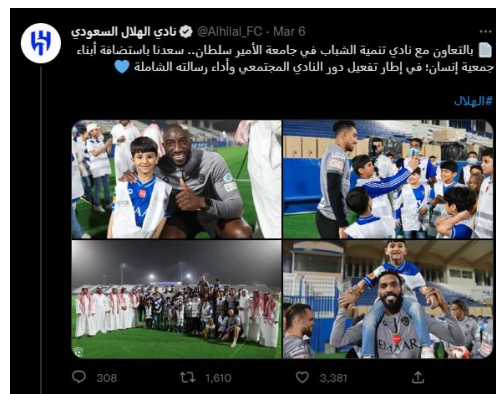 نادي الهلال السعودي @Alhilal_FC · Mar 6
بالتعاون مع نادي تنمية الشباب في جامعة الأمير سلطان.. سعدنا باستضافة أبناء
جمعية إنسان؛ في إطار تفعيل دور النادي المجتمعي وأداء رسالته الشاملة
#الهلال
EMAAR
308 1,610 3,381